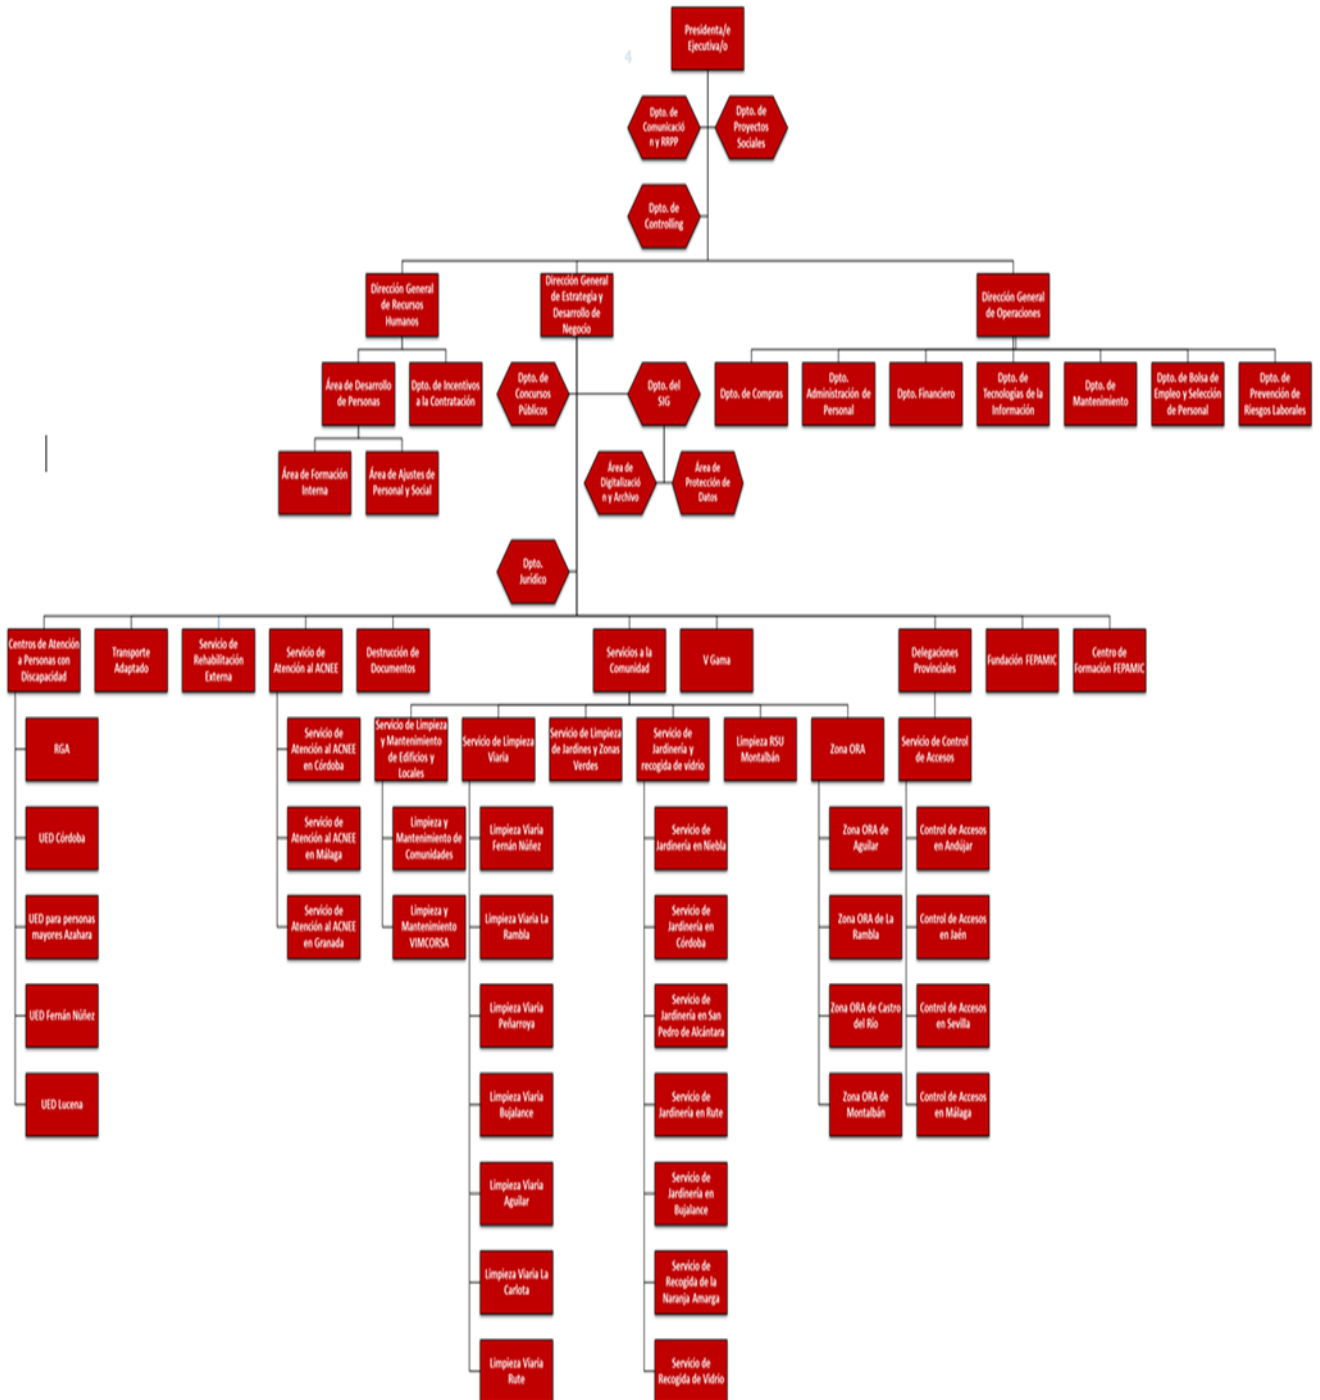 Presidenta/e
Ejecutiva/o
4
Dpto. de
Comunicació
n y RRPP
Dpto. de
Proyectos
Sociales
Dpto. de
Controlling
Dirección General
de Recursos
Humanos
Dirección General
de Estrategia y
Desarrollo de
Negocio
Dirección General
de Operaciones
Área de Desarrollo
de Personas
Dpto. de Incentivos
a la Contratación
Dpto. de
Concursos
Públicos
Dpto. del
SIG
Dpto. de Compras
Dpto.
Administración de
Personal
Dpto. Financiero
Dpto. de
Tecnologías de la
Información
Dpto. de
Mantenimiento
Dpto. de Bolsa de
Empleo y Selección
de Personal
Dpto. de
Prevención de
Riesgos Laborales
Área de Formación
Interna
Área de Ajustes de
Personal y Social
Área de
Digitalizació
n y Archivo
Área de
Protección de
Datos
Dpto.
Jurídico
Centros de Atención
a Personas con
Discapacidad
Transporte
Adaptado
Servicio de
Rehabilitación
Externa
Servicio de
Atención al ACNEE
Destrucción de
Documentos
Servicios a la
Comunidad
V Gama
Delegaciones
Provinciales
Fundación FEPAMIC
Centro de
Formación FEPAMIC
RGA
Servicio de
Atención al ACNEE
en Córdoba
Servicio de Limpieza
y Mantenimiento
de Edificios y
Locales
Servicio de Limpieza
Viaria
Servicio de Limpieza
de Jardines y Zonas
Verdes
Servicio de
Jardinería y
recogida de vidrio
Limpieza RSU
Montalbán
Zona ORA
Servicio de Control
de Accesos
UED Córdoba
Servicio de
Atención al ACNEE
en Málaga
Limpieza y
Mantenimiento de
Comunidades
Limpieza Viaria
Fernán Núñez
Servicio de
Jardinería en Niebla
Zona ORA de
Aguilar
Control de Accesos
en Andújar
UED para personas
mayores Azahara
Servicio de
Atención al ACNEE
en Granada
Limpieza y
Mantenimiento
VIMCORSA
Limpieza Viaria La
Rambla
Servicio de
Jardinería en
Córdoba
Zona ORA de La
Rambla
Control de Accesos
en Jaén
UED Fernán Núñez
Limpieza Viaria
Peñarroya
Servicio de
Jardinería en San
Pedro de Alcántara
Zona ORA de Castro
del Río
Control de Accesos
en Sevilla
UED Lucena
Limpieza Viaria
Bujalance
Servicio de
Jardinería en Rute
Zona ORA de
Montalbán
Control de Accesos
en Málaga
Limpieza Viaria
Aguilar
Servicio de
Jardinería en
Bujalance
Limpieza Viaria La
Carlota
Servicio de
Recogida de la
Naranja Amarga
Limpieza Viaria
Rute
Servicio de
Recogida de Vidrio